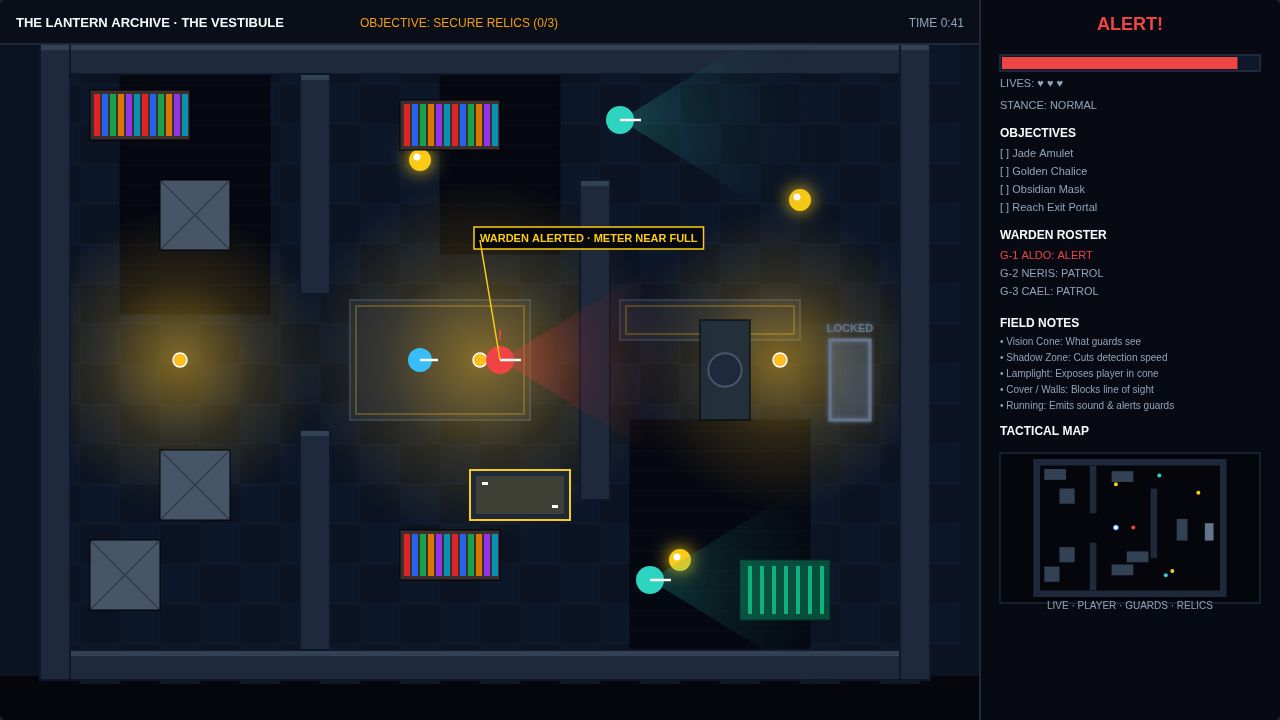 THE LANTERN ARCHIVE · THE VESTIBULE
OBJECTIVE: SECURE RELICS (0/3)
TIME 0:41
WARDEN ALERTED · METER NEAR FULL
!
LOCKED
ALERT!
LIVES: ♥ ♥ ♥
STANCE: NORMAL
OBJECTIVES
[ ] Jade Amulet
[ ] Golden Chalice
[ ] Obsidian Mask
[ ] Reach Exit Portal
WARDEN ROSTER
G-1 ALDO: ALERT
G-2 NERIS: PATROL
G-3 CAEL: PATROL
FIELD NOTES
• Vision Cone: What guards see
• Shadow Zone: Cuts detection speed
• Lamplight: Exposes player in cone
• Cover / Walls: Blocks line of sight
• Running: Emits sound & alerts guards
TACTICAL MAP
LIVE · PLAYER · GUARDS · RELICS